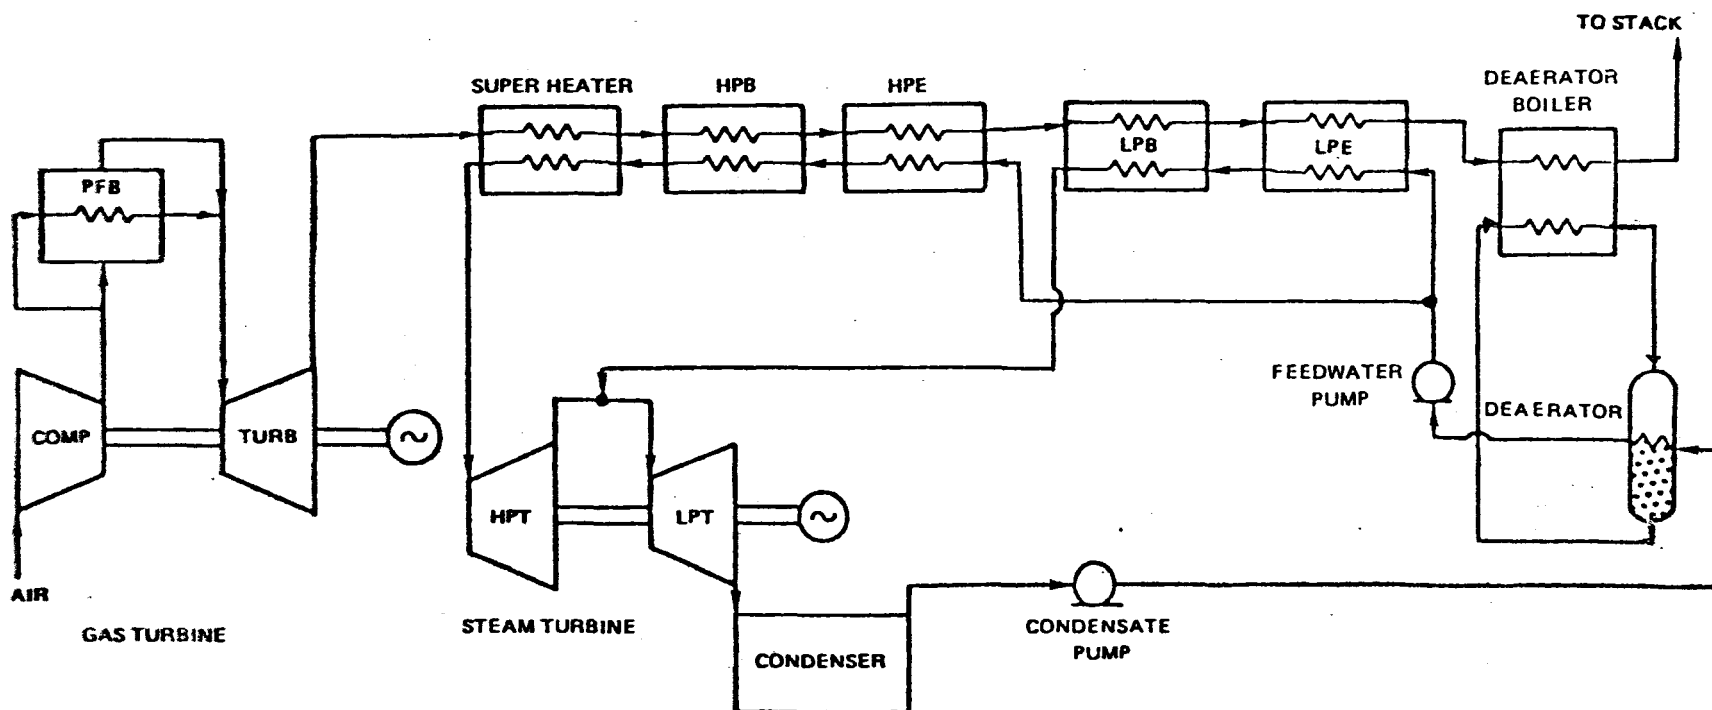 TO STACK
SUPER HEATER
HPB
HPE
DEAERATOR
BOILER
LPB
LPE
PFB
FEEDWATER
PUMP
DEAERATOR
COMP
TURB
~
HPT
LPT
~
AIR
GAS TURBINE
STEAM TURBINE
CONDENSATE
PUMP
CONDENSER